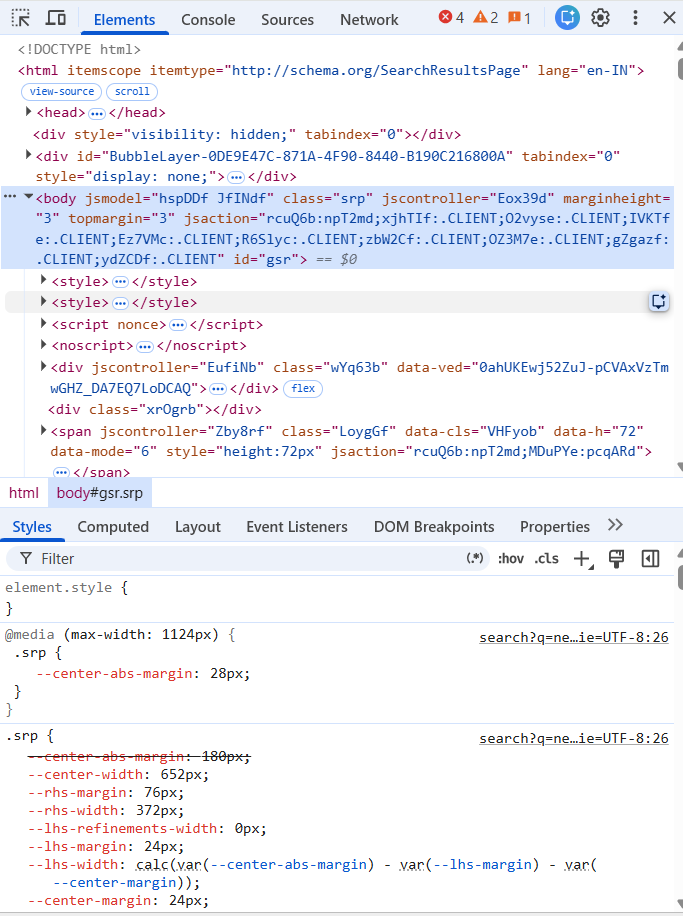 Elements Console Sources Network 4 2 1
<!DOCTYPE html>
<html itemscope itemtype="http://schema.org/SearchResultsPage" lang="en-IN">
view-source scroll
<head> ••• </head>
<div style="visibility: hidden;" tabindex="0"></div>
<div id="BubbleLayer-0DE9E47C-871A-4F90-8440-B190C216800A" tabindex="0"
style="display: none;"> ••• </div>
••• <body jsmodel="hspDDf JfINdf" class="srp" jscontroller="Eox39d" marginheight=
"3" topmargin="3" jsaction="rcuQ6b:npT2md;xjhTIf:.CLIENT;O2vyse:.CLIENT;IVKTf
e:.CLIENT;Ez7VMc:.CLIENT;R6Slyc:.CLIENT;zbW2Cf:.CLIENT;OZ3M7e:.CLIENT;gZgazf:
.CLIENT;ydZCDf:.CLIENT" id="gsr"> == $0
<style> ••• </style>
<style> ••• </style>
<script nonce> ••• </script>
<noscript> ••• </noscript>
<div jscontroller="EufiNb" class="wYq63b" data-ved="0ahUKEwj52ZuJ-pCVAxVzTm
wGHZ_DA7EQ7LoDCAQ"> ••• </div> flex
<div class="xrOgrb"></div>
<span jscontroller="Zby8rf" class="LoygGf" data-cls="VHFyob" data-h="72"
data-mode="6" style="height:72px" jsaction="rcuQ6b:npT2md;MDuPYe:pcqARd">
••• </span>
html body#gsr.srp
Styles Computed Layout Event Listeners DOM Breakpoints Properties
Filter (.*) :hov .cls
element.style {
}
@media (max-width: 1124px) { search?q=ne…ie=UTF-8:26
.srp {
--center-abs-margin: 28px;
}
}
.srp { search?q=ne…ie=UTF-8:26
--center-abs-margin: 180px;
--center-width: 652px;
--rhs-margin: 76px;
--rhs-width: 372px;
--lhs-refinements-width: 0px;
--lhs-margin: 24px;
--lhs-width: calc(var(--center-abs-margin) - var(--lhs-margin) - var(
--center-margin));
--center-margin: 24px;